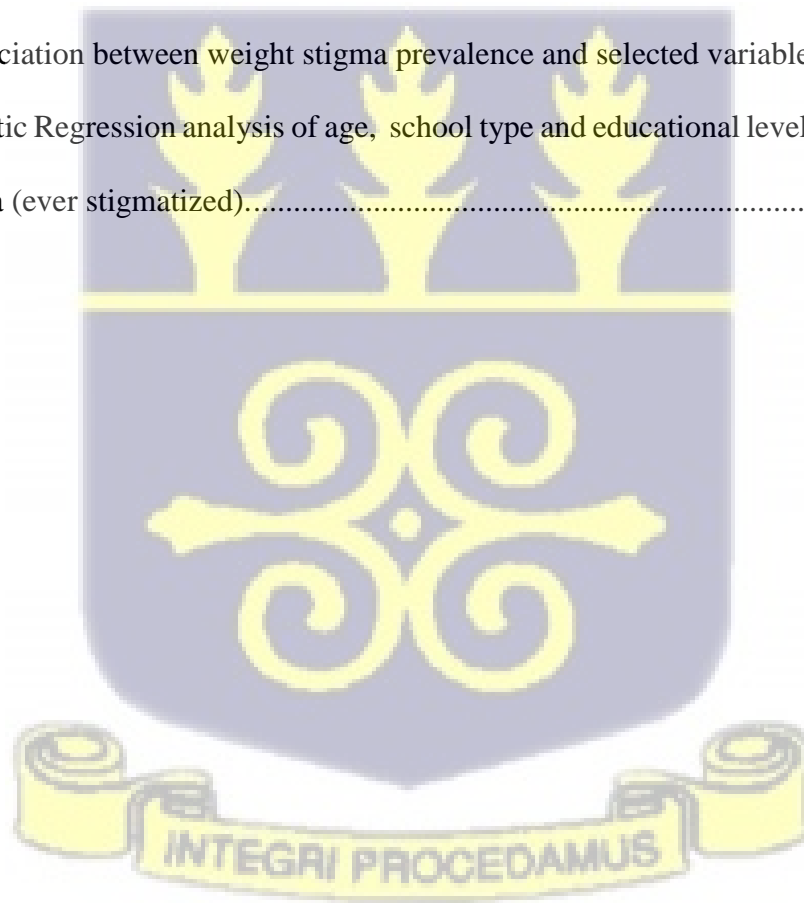 ciation between weight stigma prevalence and selected variable
tic Regression analysis of age, school type and educational level
a (ever stigmatized)...............................................................................
INTEGRI PROCEDAMUS